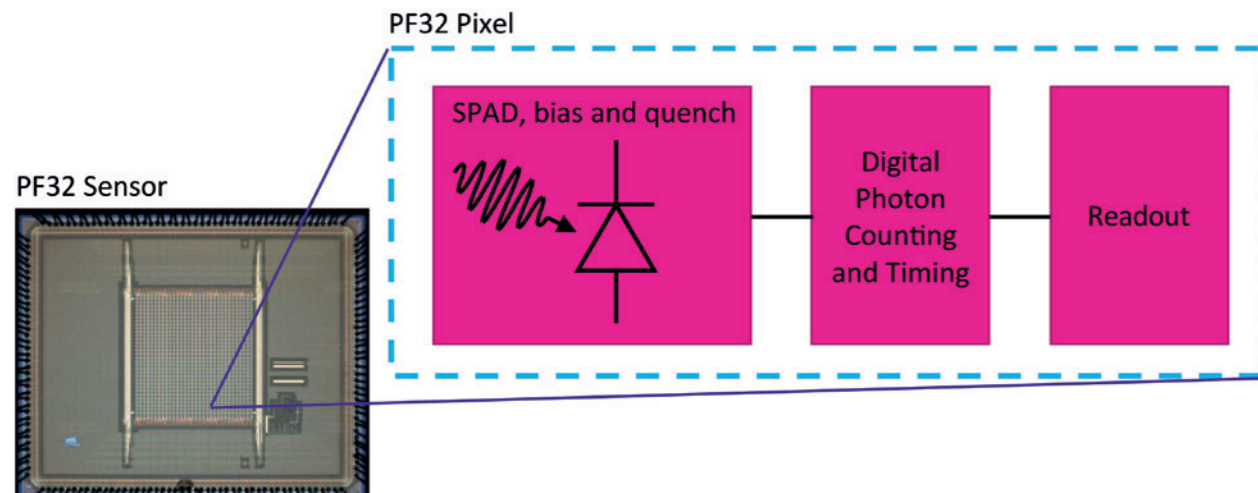 PF32 Pixel
SPAD, bias and quench
Digital
Photon
Counting
and Timing
Readout
PF32 Sensor